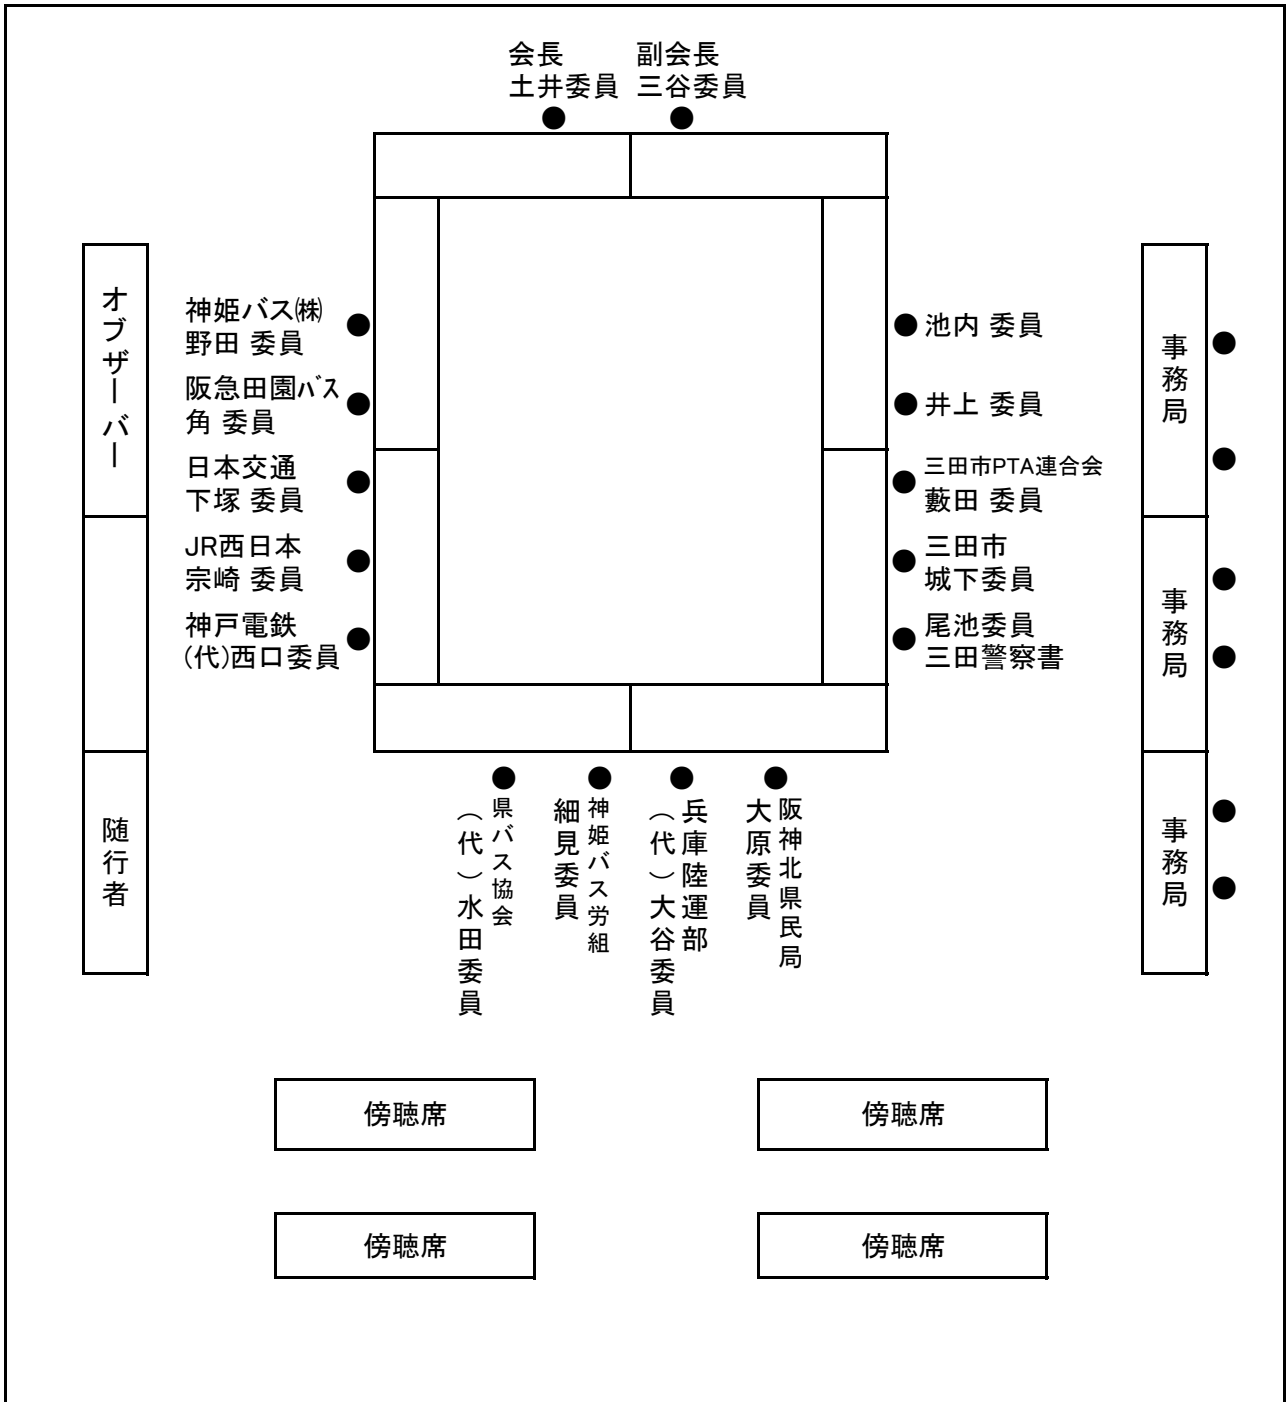 会長
土井委員
副会長
三谷委員
オブザーバー
神姫バス㈱
野田 委員
阪急田園バス
角 委員
日本交通
下塚 委員
JR西日本
宗崎 委員
神戸電鉄
(代)西口委員
池内 委員
井上 委員
三田市PTA連合会
藪田 委員
三田市
城下委員
尾池委員
三田警察書
事務局
事務局
事務局
随行者
県バス協会
（代）水田委員
神姫バス労組
細見委員
兵庫陸運部
（代）大谷委員
阪神北県民局
大原委員
傍聴席
傍聴席
傍聴席
傍聴席